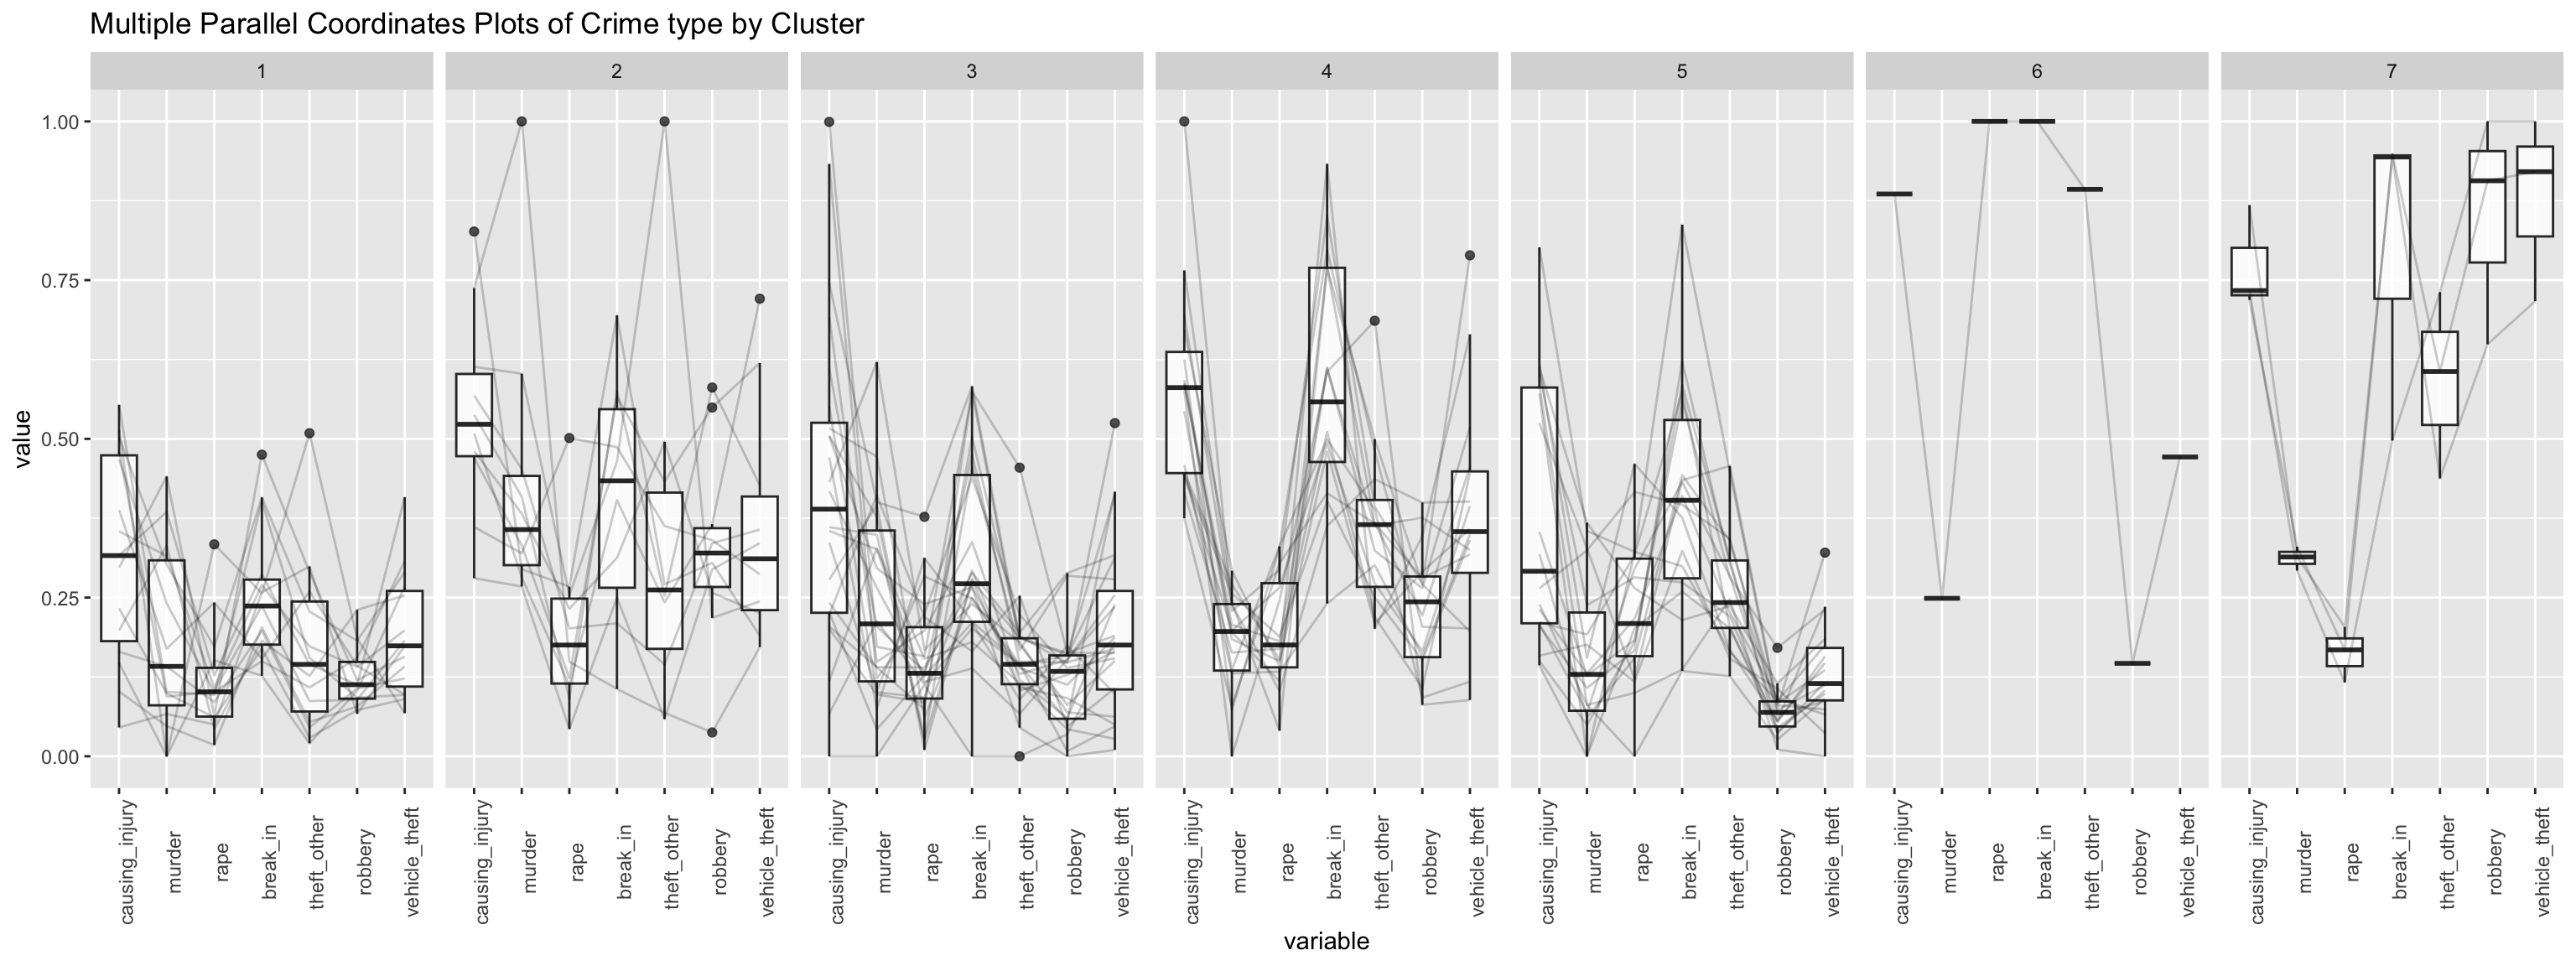 Multiple Parallel Coordinates Plots of Crime type by Cluster
1 2 3 4 5 6 7
1.00
0.75
0.50
0.25
0.00
value
causing_injury murder rape break_in theft_other robbery vehicle_theft causing_injury murder rape break_in theft_other robbery vehicle_theft causing_injury murder rape break_in theft_other robbery vehicle_theft causing_injury murder rape break_in theft_other robbery vehicle_theft causing_injury murder rape break_in theft_other robbery vehicle_theft causing_injury murder rape break_in theft_other robbery vehicle_theft causing_injury murder rape break_in theft_other robbery vehicle_theft
variable